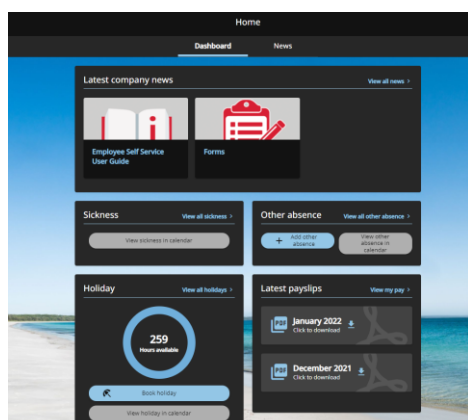 Home
Dashboard
News
Latest company news
View all news >
Employee Self Service
User Guide
Forms
Sickness
View all sickness >
View sickness in calendar
Other absence
View all other absence >
+ Add other
absence
View other
absence in
calendar
Holiday
View all holidays >
259
Hours available
Book holiday
View holiday in calendar
Latest payslips
View my pay >
PDF
January 2022
Click to download
PDF
December 2021
Click to download